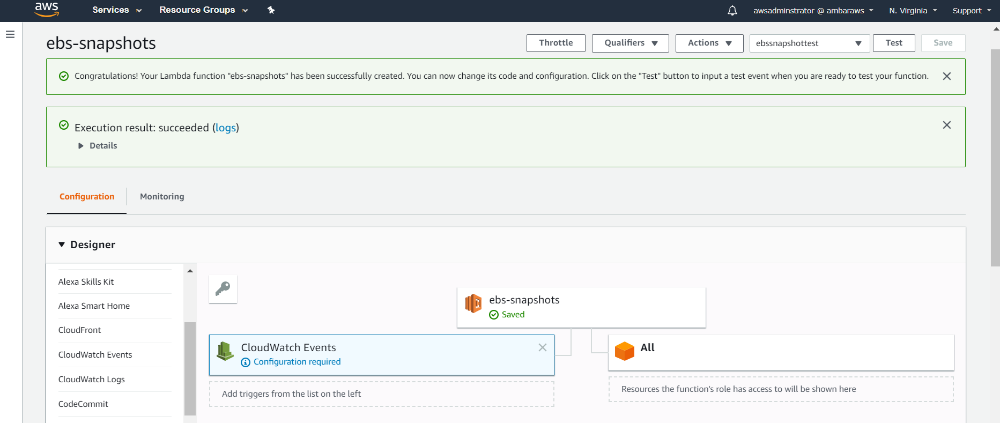 aws
Services
Resource Groups
awsadminstrator @ ambaraws
N. Virginia
Support
ebs-snapshots
Throttle
Qualifiers
Actions
ebssnapshottest
Test
Save
Congratulations! Your Lambda function "ebs-snapshots" has been successfully created. You can now change its code and configuration. Click on the "Test" button to input a test event when you are ready to test your function.
Execution result: succeeded (logs)
Details
Configuration
Monitoring
Designer
Alexa Skills Kit
Alexa Smart Home
CloudFront
CloudWatch Events
CloudWatch Logs
CodeCommit
ebs-snapshots
Saved
CloudWatch Events
Configuration required
Add triggers from the list on the left
All
Resources the function's role has access to will be shown here